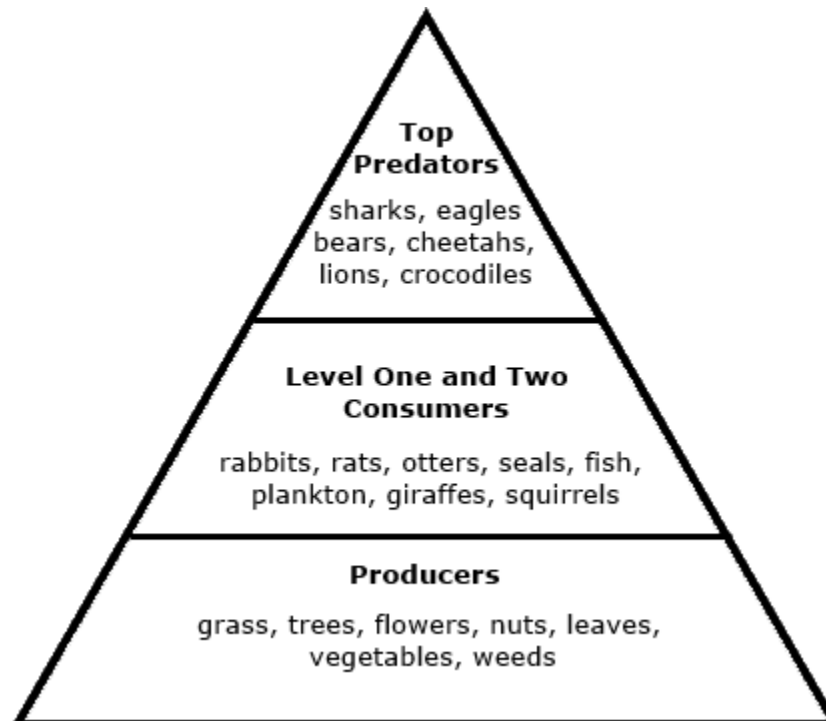 Top
Predators
sharks, eagles
bears, cheetahs,
lions, crocodiles
Level One and Two
Consumers
rabbits, rats, otters, seals, fish,
plankton, giraffes, squirrels
Producers
grass, trees, flowers, nuts, leaves,
vegetables, weeds